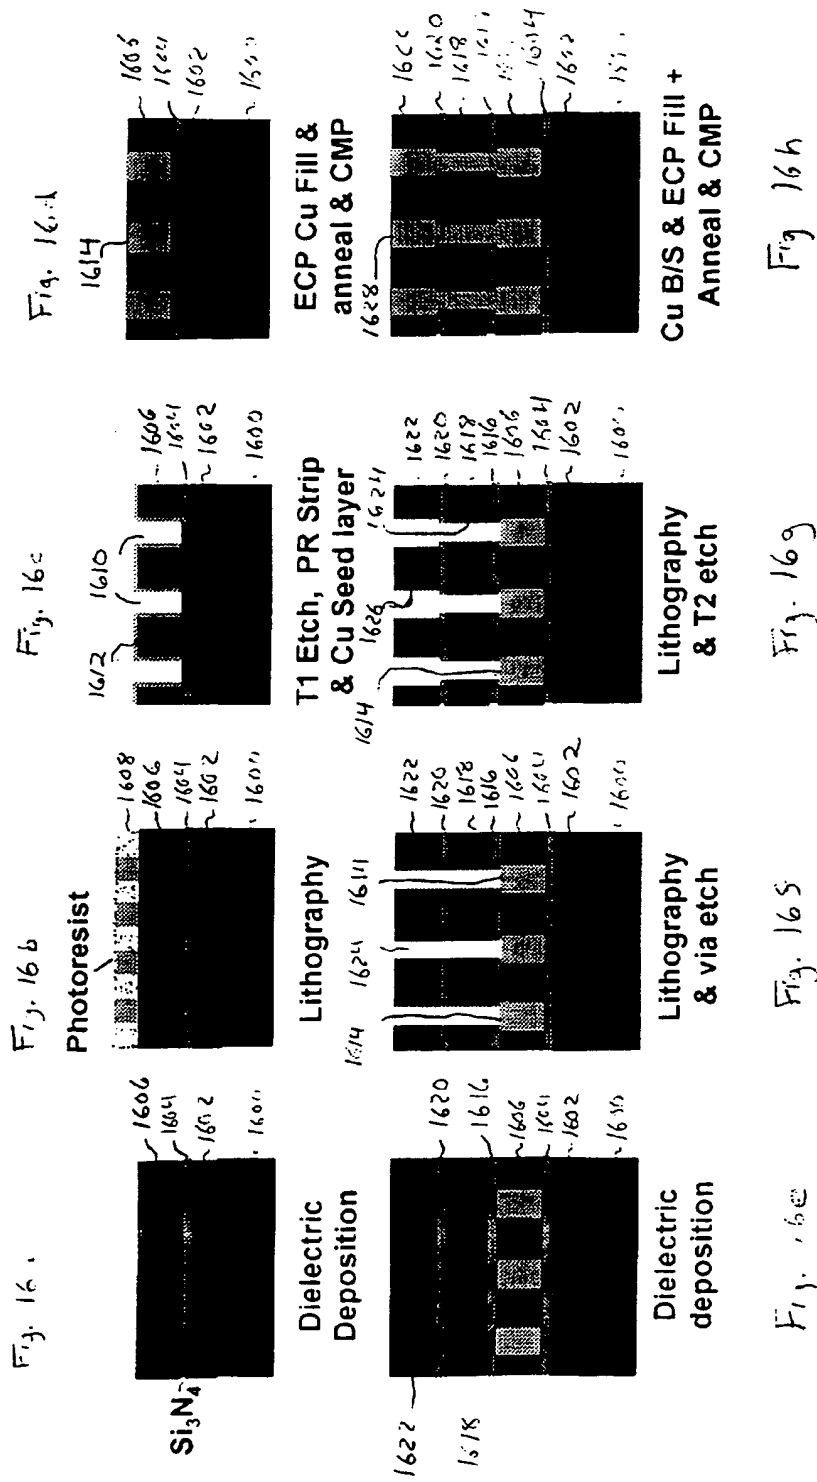 Fig. 16
1606
1604
1602
1600
Si3N4
Dielectric
Deposition
Fig. 16b
Photoresist
1608
1606
1604
1602
1600
Lithography
Fig. 16c
1612
1610
1606
1604
1602
1600
T1 Etch, PR Strip
& Cu Seed layer
Fig. 16d
1614
1606
1604
1602
ECP Cu Fill &
anneal & CMP
1622
1618
1620
1616
1606
1604
1602
1600
Dielectric
deposition
Fig. 16e
1614
1624
1614
1622
1620
1618
1616
1606
1604
1602
1600
Lithography
& via etch
Fig.
1614
1626
1624
1622
1620
1618
1616
1606
1604
1602
1600
Lithography
& T2 etch
Fig. 16g
1628
1620
1618
1604
1602
Cu B/S & ECP Fill +
Anneal & CMP
Fig 16h